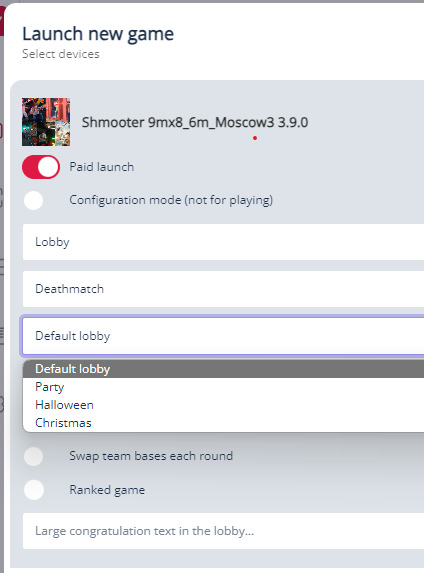 Launch new game
Select devices
Shmooter 9mx8_6m_Moscow3 3.9.0
Paid launch
Configuration mode (not for playing)
Lobby
Deathmatch
Default lobby
Default lobby
Party
Halloween
Christmas
Swap team bases each round
Ranked game
Large congratulation text in the lobby...